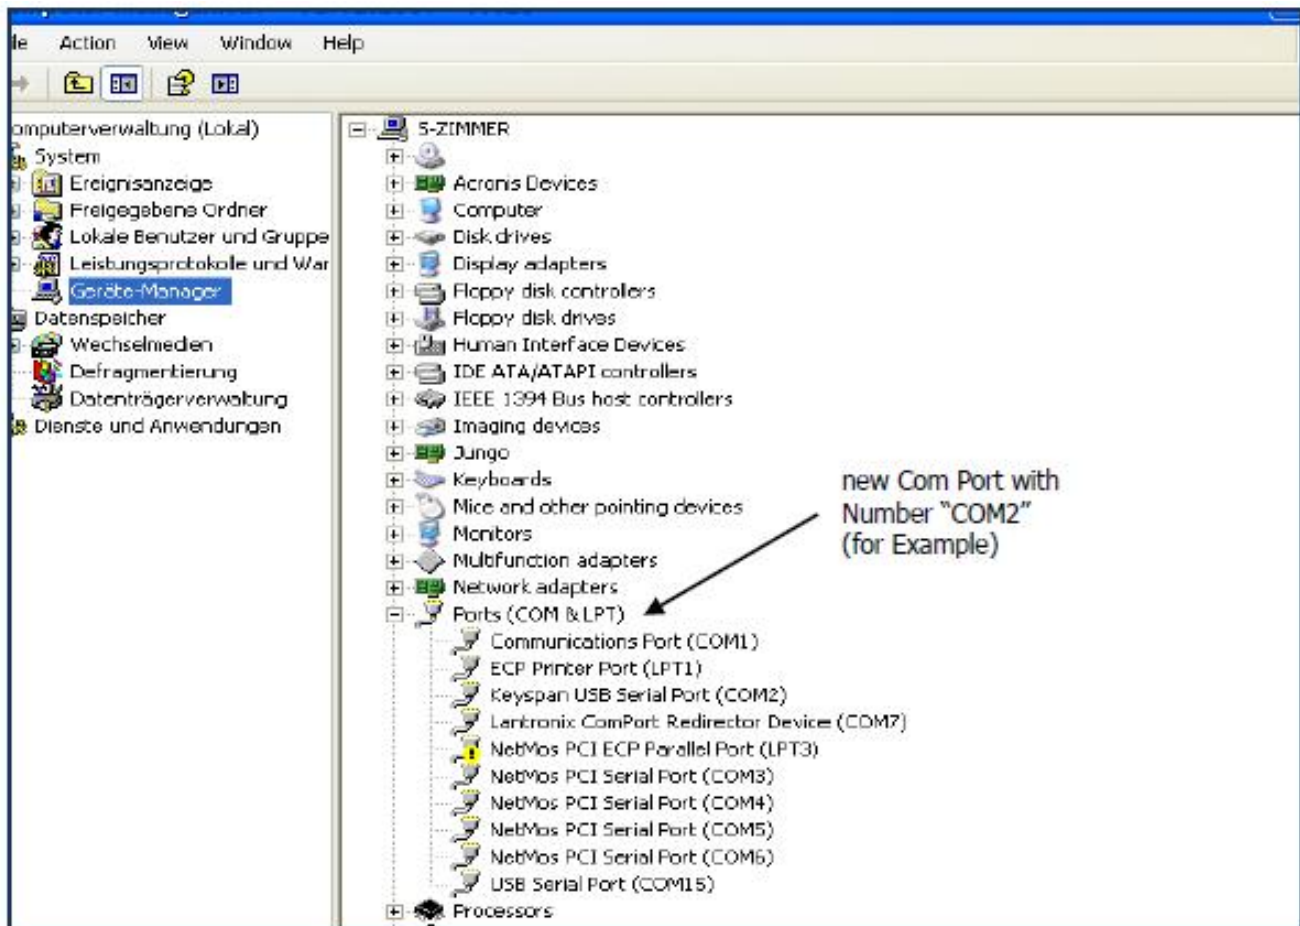 le Action View Window Help
omputerverwaltung (Lokal)
System
Ereignisanzeige
Freigegebene Ordner
Lokale Benutzer und Gruppe
Leistungsprotokolle und War
Geräte-Manager
Datenspeicher
Wechselmedien
Defragmentierung
Datenträgerverwaltung
Dienste und Anwendungen
S-ZIMMER
Acronis Devices
Computer
Disk drives
Display adapters
Floppy disk controllers
Floppy disk drives
Human Interface Devices
IDE ATA/ATAPI controllers
IEEE 1394 Bus host controllers
Imaging devices
Jungo
Keyboards
Mice and other pointing devices
Monitors
Multifunction adapters
Network adapters
Ports (COM & LPT)
Communications Port (COM1)
ECP Printer Port (LPT1)
Keyspan USB Serial Port (COM2)
Lantronix ComPort Redirector Device (COM7)
NetMos PCI ECP Parallel Port (LPT3)
NetMos PCI Serial Port (COM3)
NetMos PCI Serial Port (COM4)
NetMos PCI Serial Port (COM5)
NetMos PCI Serial Port (COM6)
USB Serial Port (COM15)
Processors
new Com Port with
Number “COM2”
(for Example)